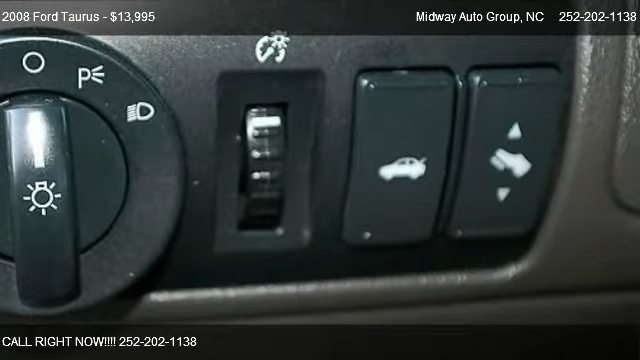 2008 Ford Taurus - $13,995
Midway Auto Group, NC 252-202-1138
P
CALL RIGHT NOW!!!! 252-202-1138